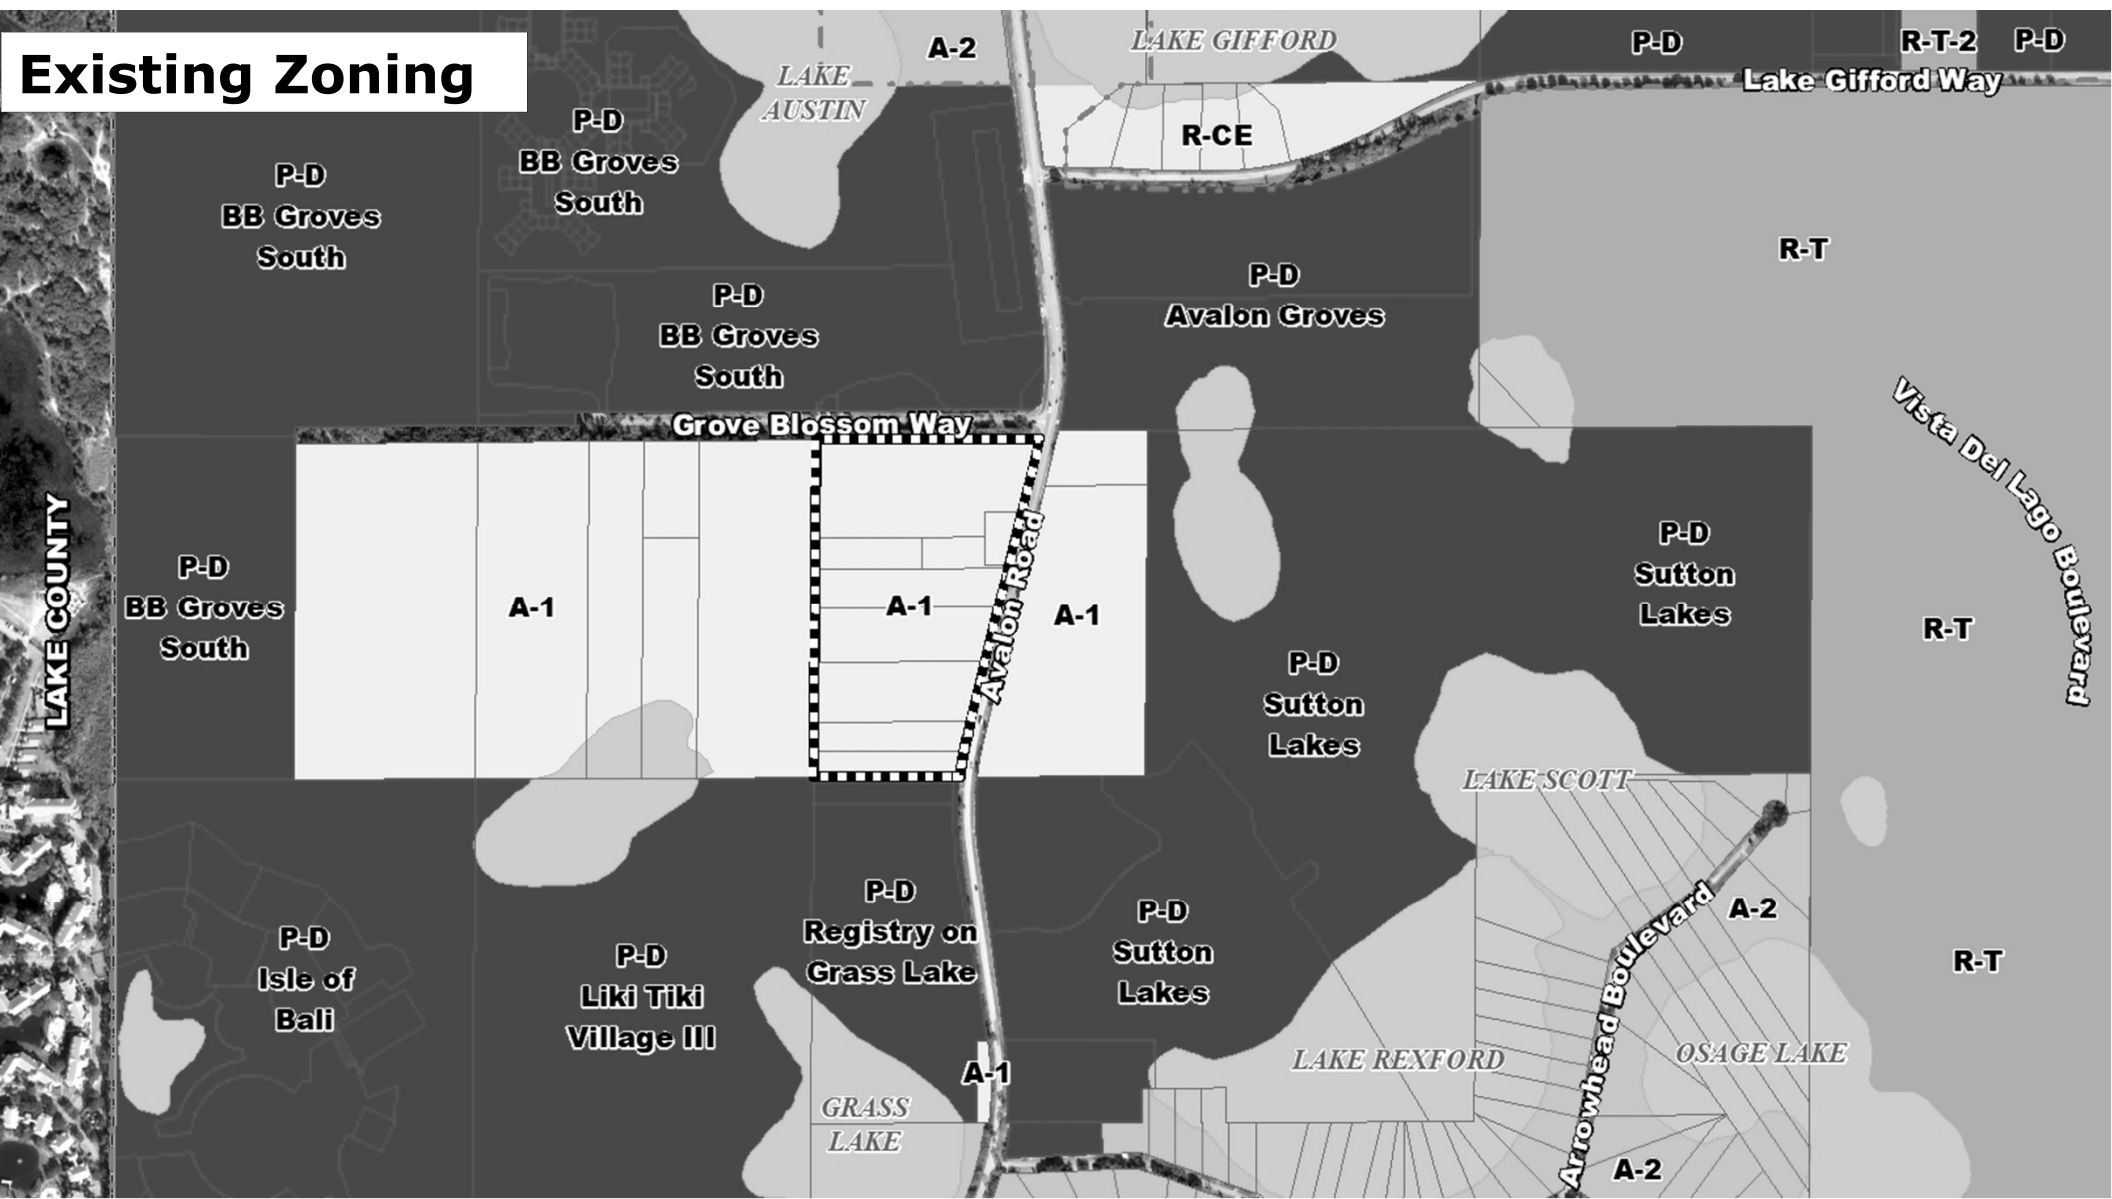 Existing Zoning
A-2
LAKE GIFFORD
P-D
R-T-2
P-D
Lake Gifford Way
LAKE
AUSTIN
P-D
BB Groves
South
R-CE
P-D
BB Groves
South
R-T
P-D
BB Groves
South
P-D
Avalon Groves
Vista Del Lago Boulevard
Grove Blossom Way
LAKE COUNTY
P-D
BB Groves
South
A-1
A-1
Avalon Road
A-1
P-D
Sutton
Lakes
P-D
Sutton
Lakes
R-T
LAKE SCOTT
P-D
Isle of
Bali
P-D
Liki Tiki
Village III
P-D
Registry on
Grass Lake
P-D
Sutton
Lakes
A-2
Arrowhead Boulevard
R-T
A-1
LAKE REXFORD
OSAGE LAKE
GRASS
LAKE
A-2